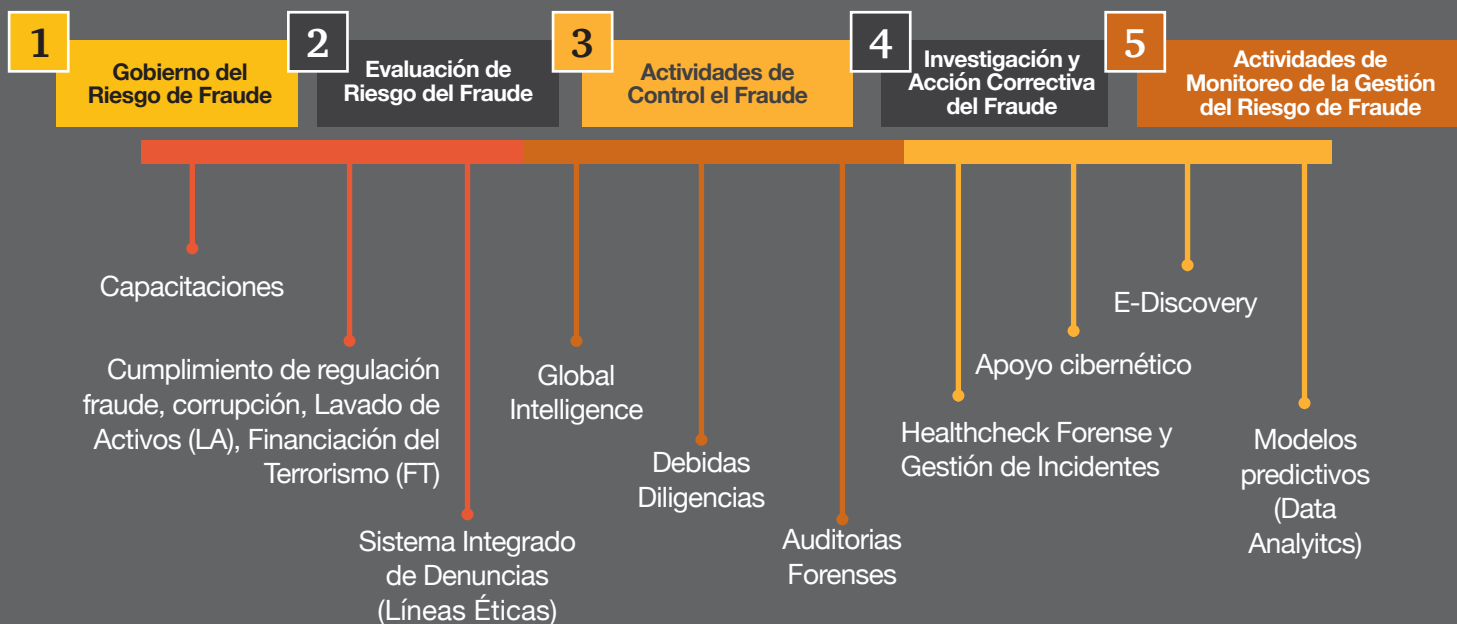 1
Gobierno del
Riesgo de Fraude
2
Evaluación de
Riesgo del Fraude
3
Actividades de
Control el Fraude
4
Investigación y
Acción Correctiva
del Fraude
5
Actividades de
Monitoreo de la Gestión
del Riesgo de Fraude
Capacitaciones
Cumplimiento de regulación
fraude, corrupción, Lavado de
Activos (LA), Financiación del
Terrorismo (FT)
Sistema Integrado
de Denuncias
(Líneas Éticas)
Global
Intelligence
Debidas
Diligencias
Auditorias
Forenses
Healthcheck Forense y
Gestión de Incidentes
Apoyo cibernético
E-Discovery
Modelos
predictivos
(Data
Analyitcs)